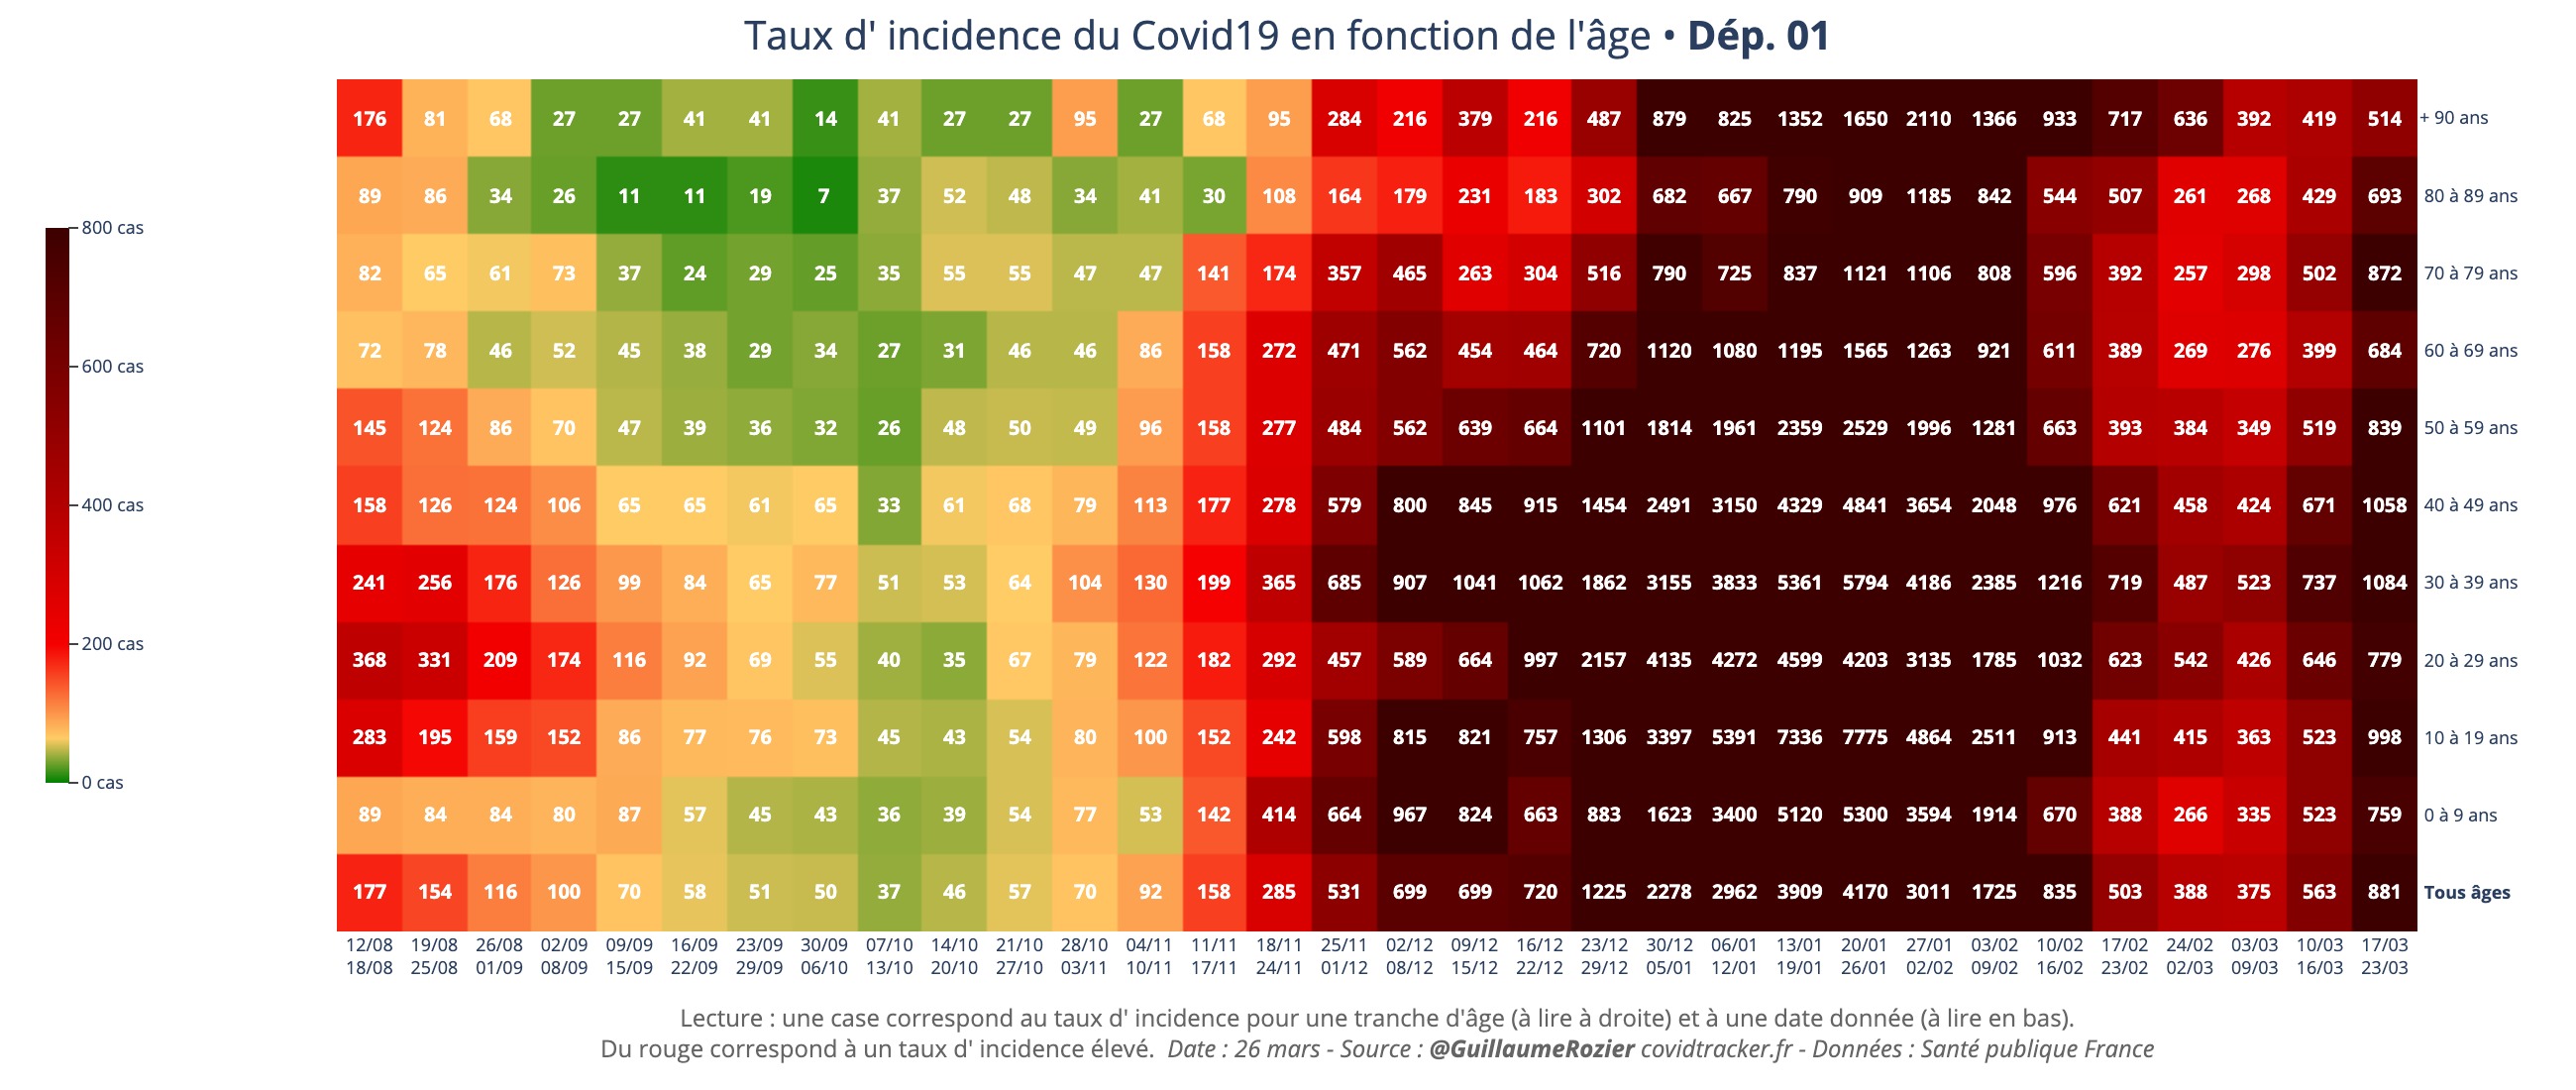 Taux d' incidence du Covid19 en fonction de l'âge • Dép. 01
176 81 68 27 27 41 41 14 41 27 27 95 27 68 95 284 216 379 216 487 879 825 1352 1650 2110 1366 933 717 636 392 419 514 + 90 ans
89 86 34 26 11 11 19 7 37 52 48 34 41 30 108 164 179 231 183 302 682 667 790 909 1185 842 544 507 261 268 429 693 80 à 89 ans
800 cas
82 65 61 73 37 24 29 25 35 55 55 47 47 141 174 357 465 263 304 516 790 725 837 1121 1106 808 596 392 257 298 502 872 70 à 79 ans
72 78 46 52 45 38 29 34 27 31 46 46 86 158 272 471 562 454 464 720 1120 1080 1195 1565 1263 921 611 389 269 276 399 684 60 à 69 ans
600 cas
145 124 86 70 47 39 36 32 26 48 50 49 96 158 277 484 562 639 664 1101 1814 1961 2359 2529 1996 1281 663 393 384 349 519 839 50 à 59 ans
400 cas
158 126 124 106 65 65 61 65 33 61 68 79 113 177 278 579 800 845 915 1454 2491 3150 4329 4841 3654 2048 976 621 458 424 671 1058 40 à 49 ans
241 256 176 126 99 84 65 77 51 53 64 104 130 199 365 685 907 1041 1062 1862 3155 3833 5361 5794 4186 2385 1216 719 487 523 737 1084 30 à 39 ans
200 cas
368 331 209 174 116 92 69 55 40 35 67 79 122 182 292 457 589 664 997 2157 4135 4272 4599 4203 3135 1785 1032 623 542 426 646 779 20 à 29 ans
283 195 159 152 86 77 76 73 45 43 54 80 100 152 242 598 815 821 757 1306 3397 5391 7336 7775 4864 2511 913 441 415 363 523 998 10 à 19 ans
0 cas
89 84 84 80 87 57 45 43 36 39 54 77 53 142 414 664 967 824 663 883 1623 3400 5120 5300 3594 1914 670 388 266 335 523 759 0 à 9 ans
177 154 116 100 70 58 51 50 37 46 57 70 92 158 285 531 699 699 720 1225 2278 2962 3909 4170 3011 1725 835 503 388 375 563 881 Tous âges
12/08 19/08 26/08 02/09 09/09 16/09 23/09 30/09 07/10 14/10 21/10 28/10 04/11 11/11 18/11 25/11 02/12 09/12 16/12 23/12 30/12 06/01 13/01 20/01 27/01 03/02 10/02 17/02 24/02 03/03 10/03 17/03
18/08 25/08 01/09 08/09 15/09 22/09 29/09 06/10 13/10 20/10 27/10 03/11 10/11 17/11 24/11 01/12 08/12 15/12 22/12 29/12 05/01 12/01 19/01 26/01 02/02 09/02 16/02 23/02 02/03 09/03 16/03 23/03
Lecture : une case correspond au taux d' incidence pour une tranche d'âge (à lire à droite) et à une date donnée (à lire en bas).
Du rouge correspond à un taux d' incidence élevé. Date : 26 mars - Source : @GuillaumeRozier covidtracker.fr - Données : Santé publique France